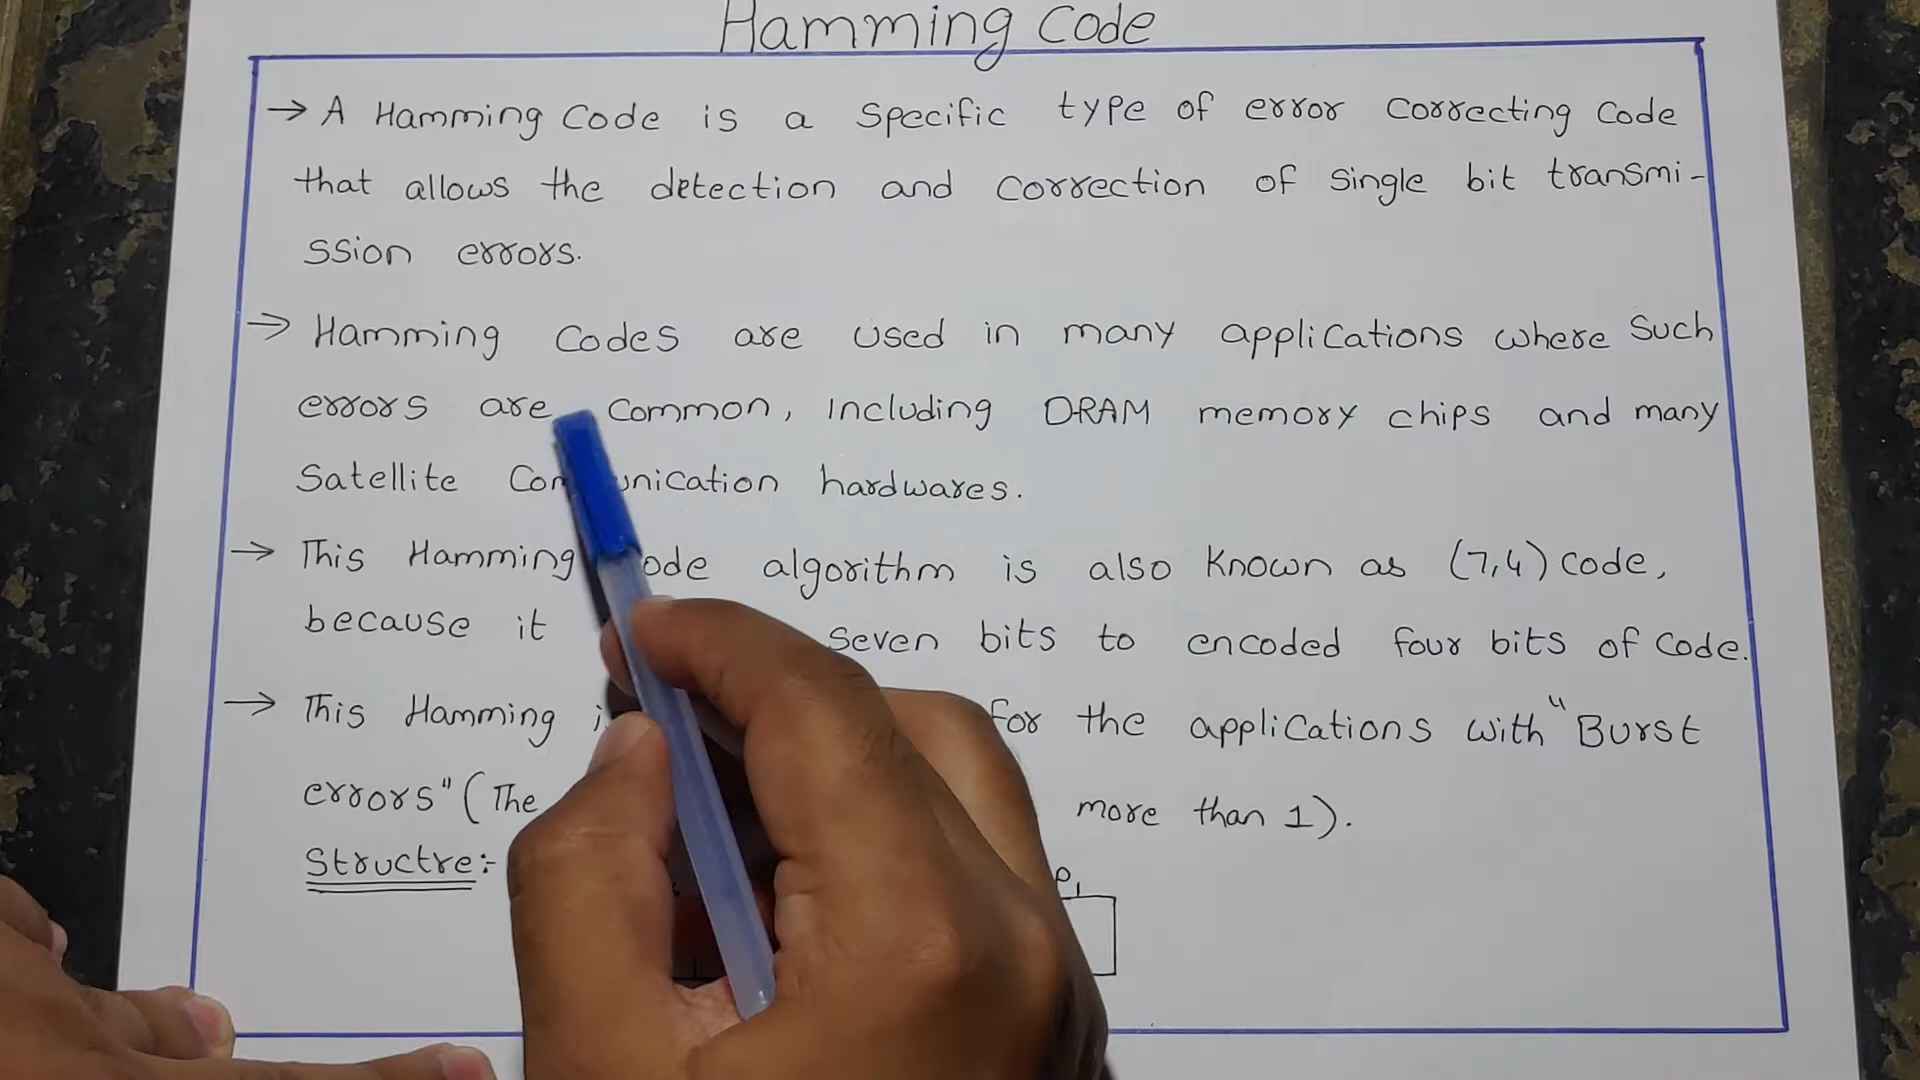 Hamming Code
→ A Hamming Code is a specific type of error correcting code
that allows the detection and correction of single bit transmi-
ssion errors.
→ Hamming codes are used in many applications where such
errors are common, including DRAM memory chips and many
Satellite hardwares.
→ This Hamming algorithm is also known as (7,4) code,
because it seven bits to encoded four bits of code.
→ This Hamming for the applications with "Burst
errors" (The more than 1).
Structre:-
P1